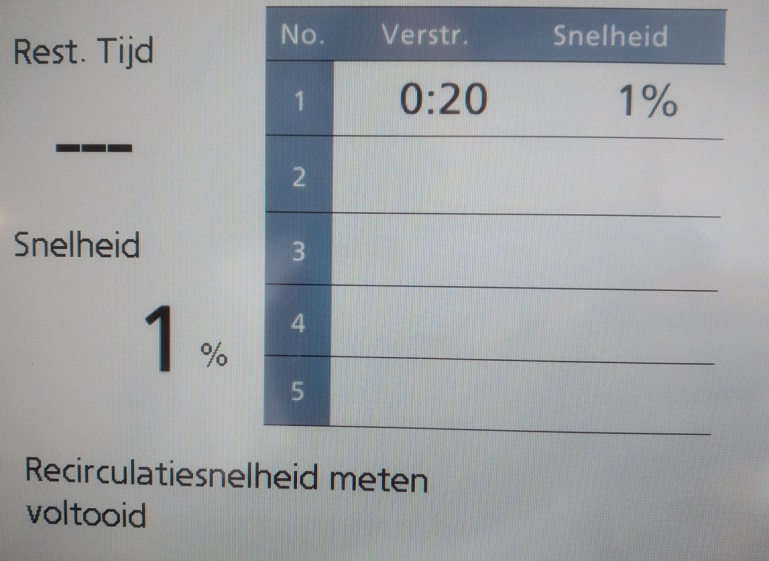 Rest. Tijd
---
Snelheid
1 %
No. Verstr. Snelheid
1 0:20 1%
2
3
4
5
Recirculatiesnelheid meten
voltooid